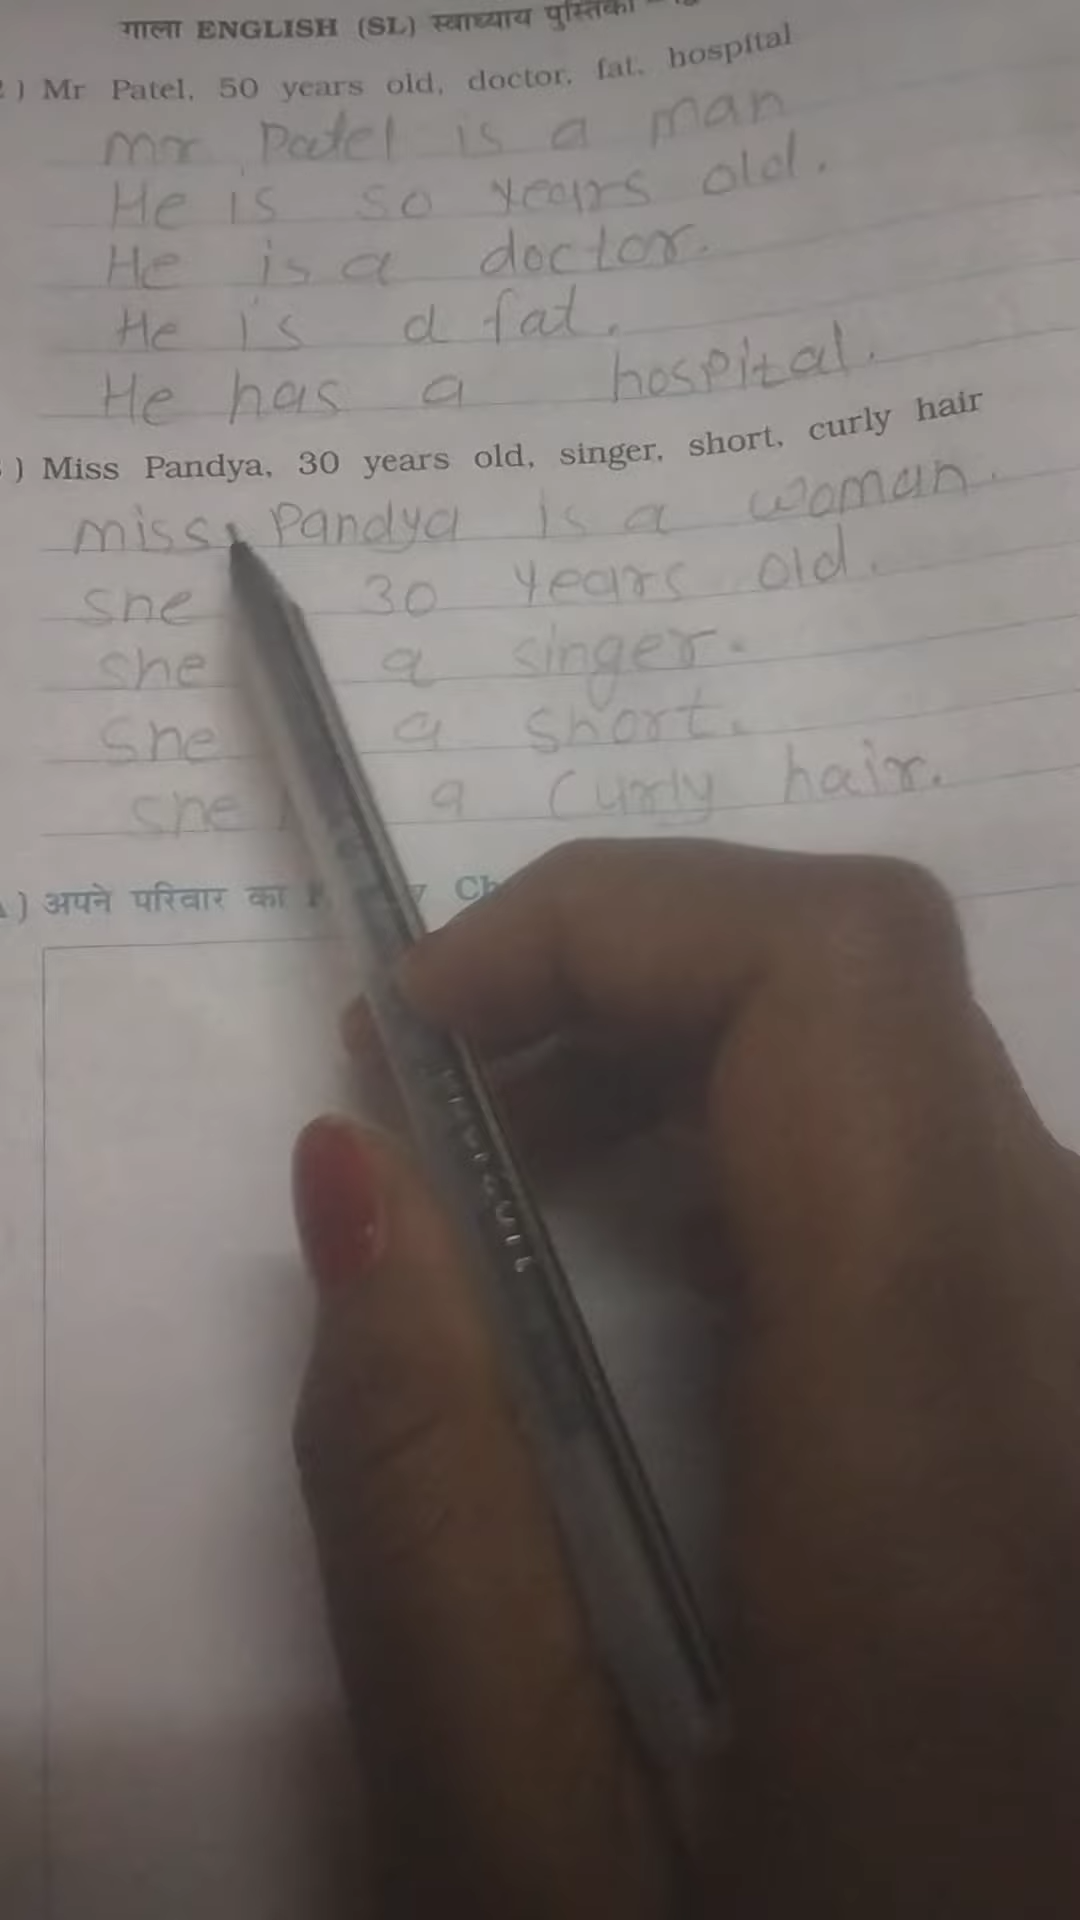 गाला ENGLISH (SL) स्वाध्याय पुस्तिका
) Mr Patel, 50 years old, doctor, fat, hospital
mr Patel is a man
He is 50 years old.
He is a doctor.
He is a fat.
He has a hospital.
) Miss Pandya, 30 years old, singer, short, curly hair
miss Pandya is a woman.
she 30 years old.
she a singer.
she a short.
she a curly hair.
) अपने परिवार का